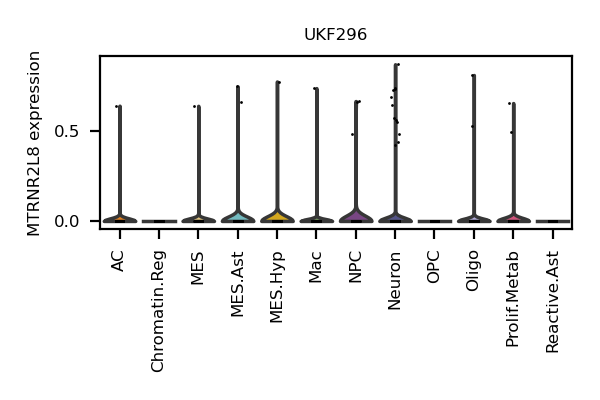 UKF296
MTRNR2L8 expression
0.5
0.0
AC
Chromatin.Reg
MES
MES.Ast
MES.Hyp
Mac
NPC
Neuron
OPC
Oligo
Prolif.Metab
Reactive.Ast